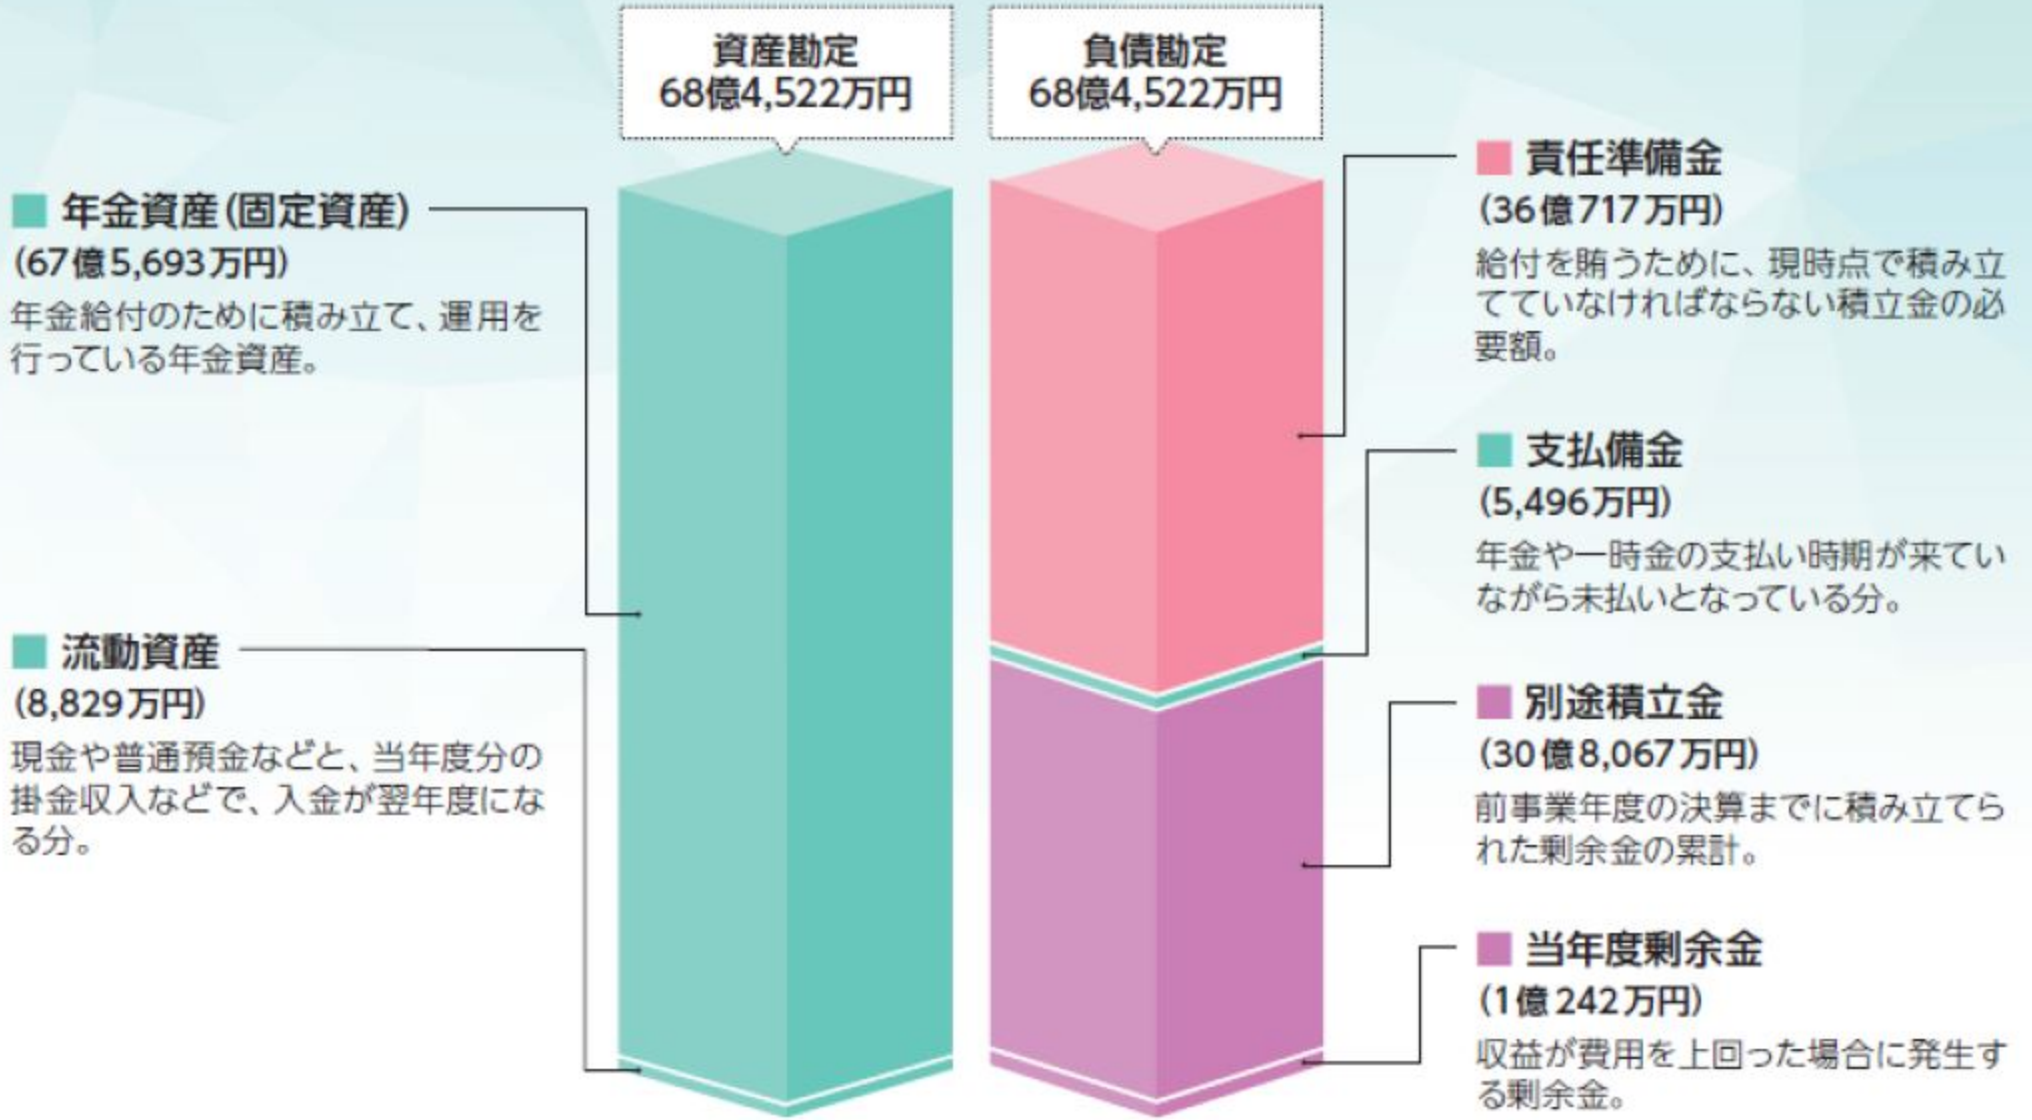 資産勘定
68億4,522万円
負債勘定
68億4,522万円
年金資産(固定資産)
(67億5,693万円)
年金給付のために積み立て、運用を
行っている年金資産。
流動資産
(8,829万円)
現金や普通預金などと、当年度分の
掛金収入などで、入金が翌年度にな
る分。
責任準備金
(36億717万円)
給付を賄うために、現時点で積み立
てていなければならない積立金の必
要額。
支払備金
(5,496万円)
年金や一時金の支払い時期が来てい
ながら未払いとなっている分。
別途積立金
(30億8,067万円)
前事業年度の決算までに積み立てら
れた剰余金の累計。
当年度剰余金
(1億242万円)
収益が費用を上回った場合に発生す
る剰余金。